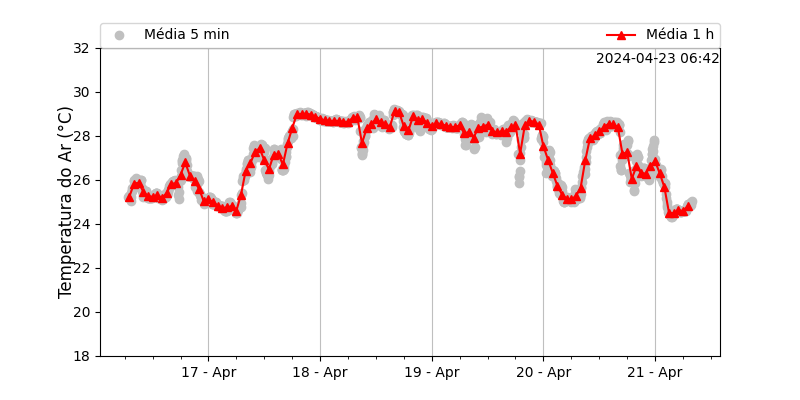 Média 5 min
Média 1 h
2024-04-23 06:42
Temperatura do Ar (°C)
32
30
28
26
24
22
20
18
17 - Apr
18 - Apr
19 - Apr
20 - Apr
21 - Apr